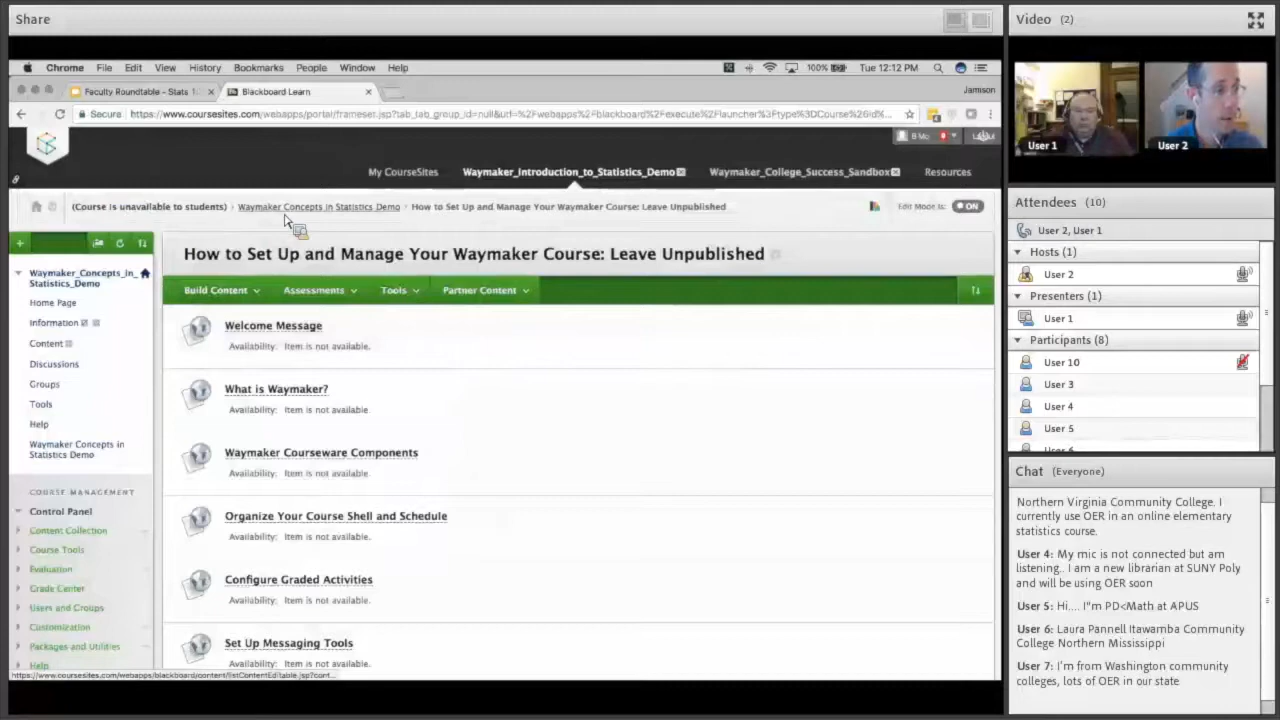 Share
Chrome File Edit View History Bookmarks People Window Help
100% Tue 12:12 PM
Faculty Roundtable - Stats 1
Blackboard Learn
Jamison
Secure
My CourseSites
Waymaker_Introduction_to_Statistics_Demo
Waymaker_College_Success_Sandbox
Resources
(Course is unavailable to students)
Waymaker Concepts in Statistics Demo
How to Set Up and Manage Your Waymaker Course: Leave Unpublished
Edit Mode is: ON
How to Set Up and Manage Your Waymaker Course: Leave Unpublished
Build Content Assessments Tools Partner Content
Waymaker_Concepts_in_
Statistics_Demo
Home Page
Information
Content
Discussions
Groups
Tools
Help
Waymaker Concepts in
Statistics Demo
COURSE MANAGEMENT
Control Panel
Content Collection
Course Tools
Evaluation
Grade Center
Users and Groups
Customization
Packages and Utilities
Help
Welcome Message
Availability: Item is not available.
What is Waymaker?
Availability: Item is not available.
Waymaker Courseware Components
Availability: Item is not available.
Organize Your Course Shell and Schedule
Availability: Item is not available.
Configure Graded Activities
Availability: Item is not available.
Set Up Messaging Tools
Availability: Item is not available.
https://www.coursesites.com/webapps/blackboard/content/listContentEditable.jsp?cont...
Video (2)
User 1
User 2
Attendees (10)
User 2, User 1
Hosts (1)
User 2
Presenters (1)
User 1
Participants (8)
User 10
User 3
User 4
User 5
Chat (Everyone)
Northern Virginia Community College. I
currently use OER in an online elementary
statistics course.
User 4: My mic is not connected but am
listening.. I am a new librarian at SUNY Poly
and will be using OER soon
User 5: Hi.... I"m PD<Math at APUS
User 6: Laura Pannell Itawamba Community
College Northern Mississippi
User 7: I'm from Washington community
colleges, lots of OER in our state